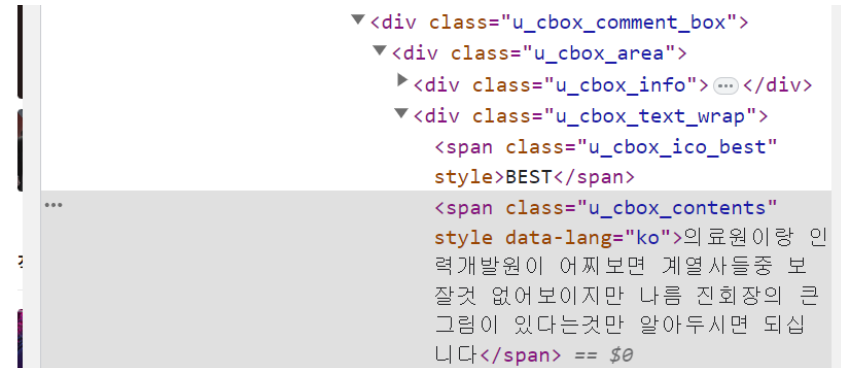 ▼<div class="u_cbox_comment_box">
▼<div class="u_cbox_area">
▶<div class="u_cbox_info">…</div>
▼<div class="u_cbox_text_wrap">
<span class="u_cbox_ico_best"
style>BEST</span>
<span class="u_cbox_contents"
style data-lang="ko">의료원이랑 인
력개발원이 어찌보면 계열사들중 보
잘것 없어보이지만 나름 진회장의 큰
그림이 있다는것만 알아두시면 되십
니다</span> == $0